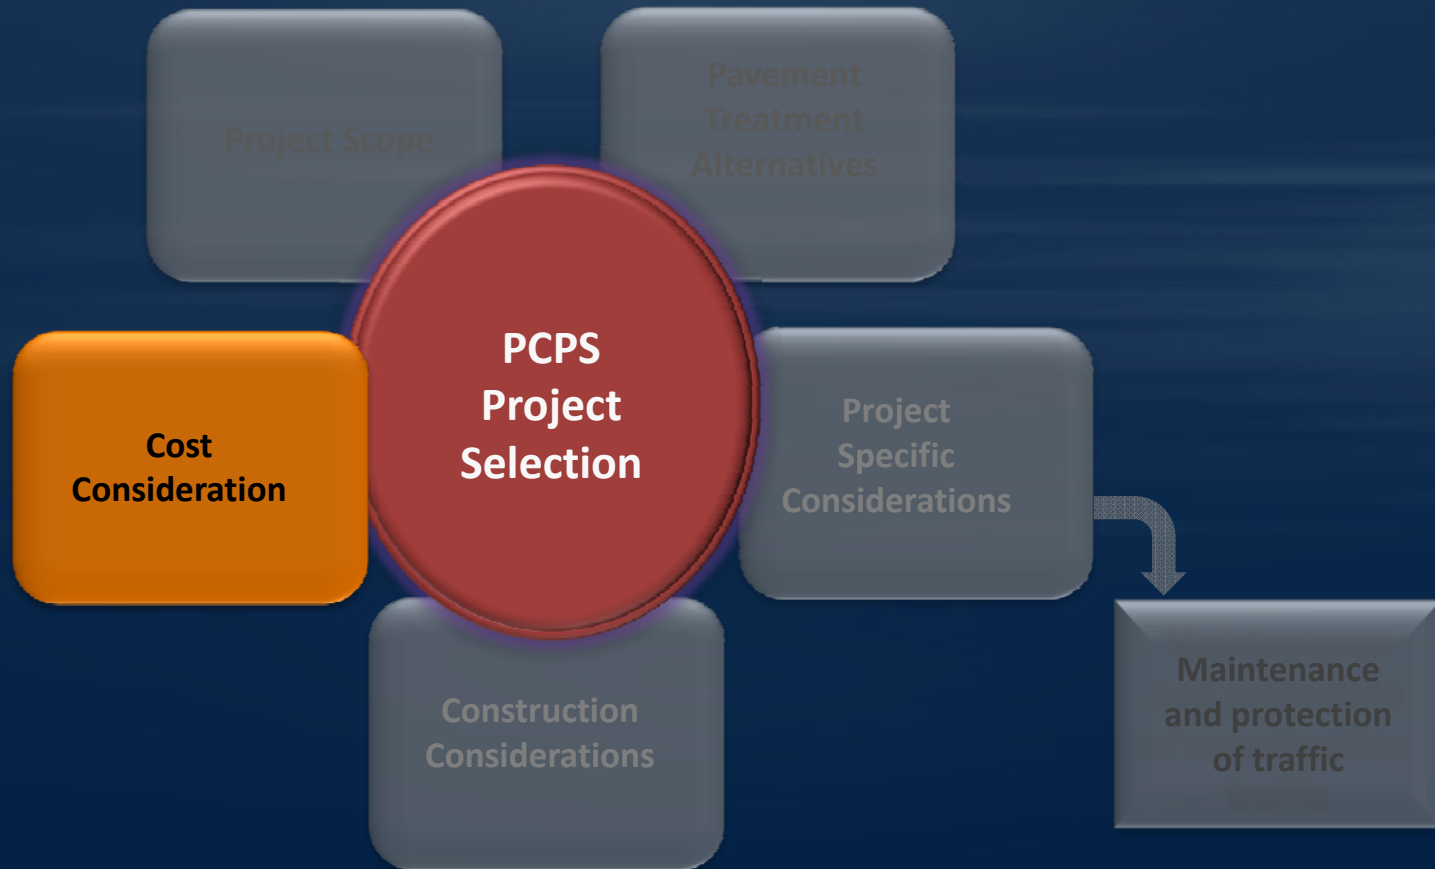 Project Scope
Pavement
Treatment
Alternatives
PCPS
Project
Selection
Cost
Consideration
Project
Specific
Considerations
Construction
Considerations
Maintenance
and protection
of traffic